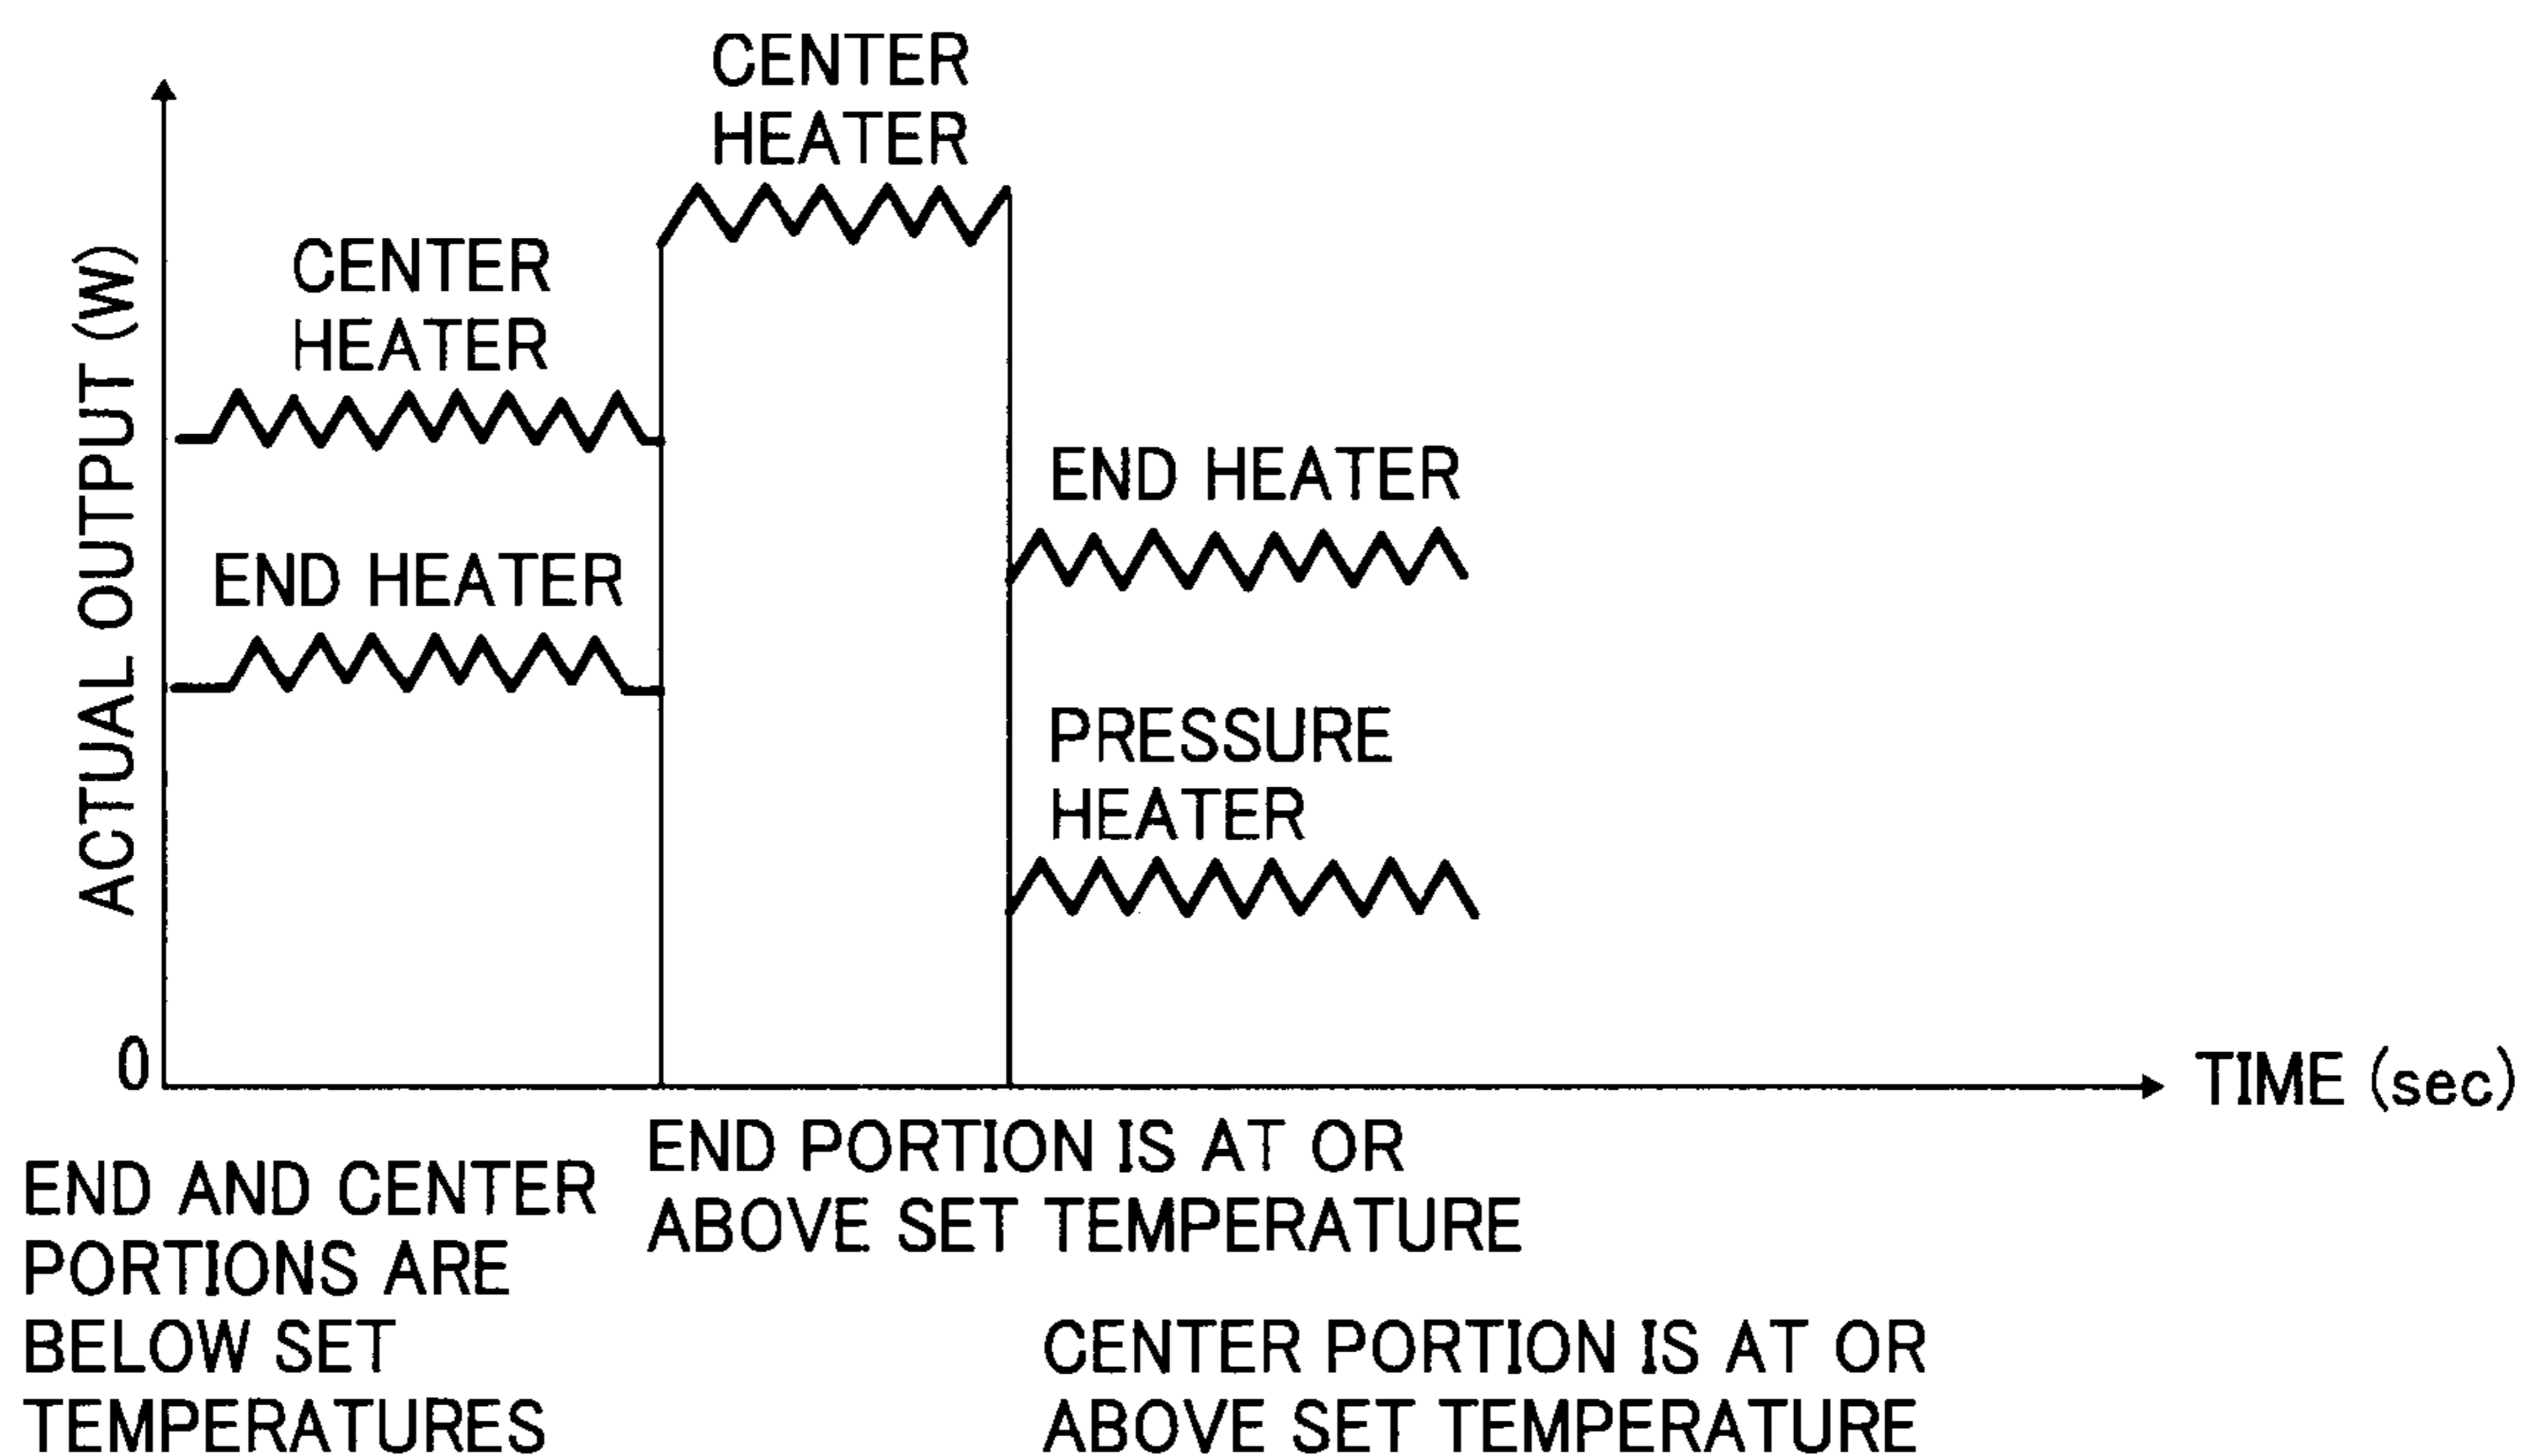 CENTER
HEATER
CENTER
HEATER
END HEATER
END HEATER
PRESSURE
HEATER
ACTUAL OUTPUT (W)
0
TIME (sec)
END AND CENTER
PORTIONS ARE
BELOW SET
TEMPERATURES
END PORTION IS AT OR
ABOVE SET TEMPERATURE
CENTER PORTION IS AT OR
ABOVE SET TEMPERATURE